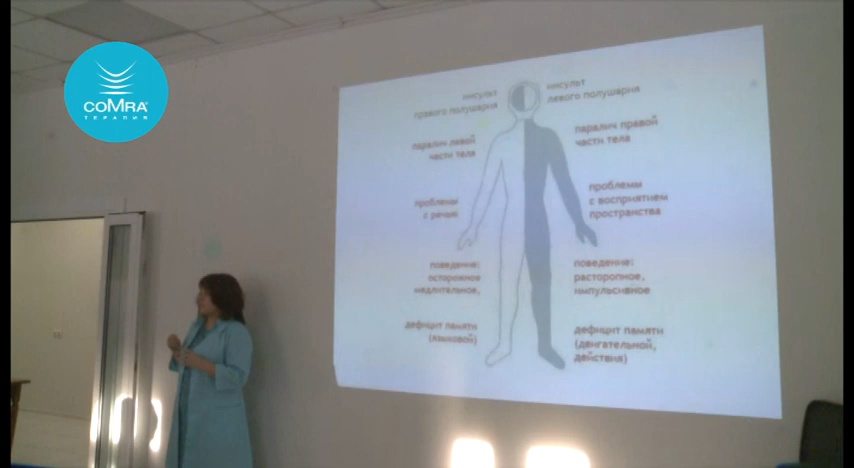 coMra®
ТЕРАПИЯ
инсульт
правого полушария
инсульт
левого полушария
паралич левой
части тела
паралич правой
части тела
проблемы
с речью
проблемы
с восприятием
пространства
поведение:
осторожное
медлительное,
поведение:
расторопное,
импульсивное
дефицит памяти
(языковой)
дефицит памяти
(двигательной,
действия)